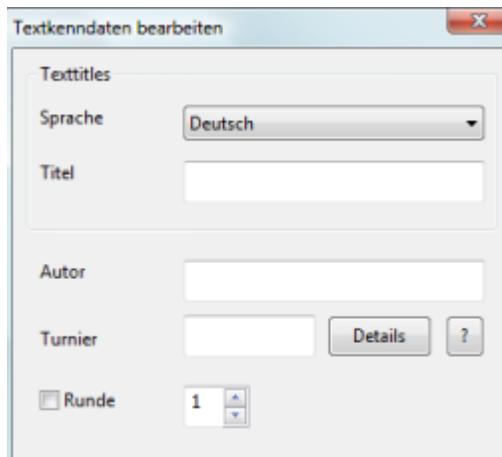 Textkenndaten bearbeiten
Texttitles
Sprache Deutsch
Titel
Autor
Turnier Details ?
Runde 1